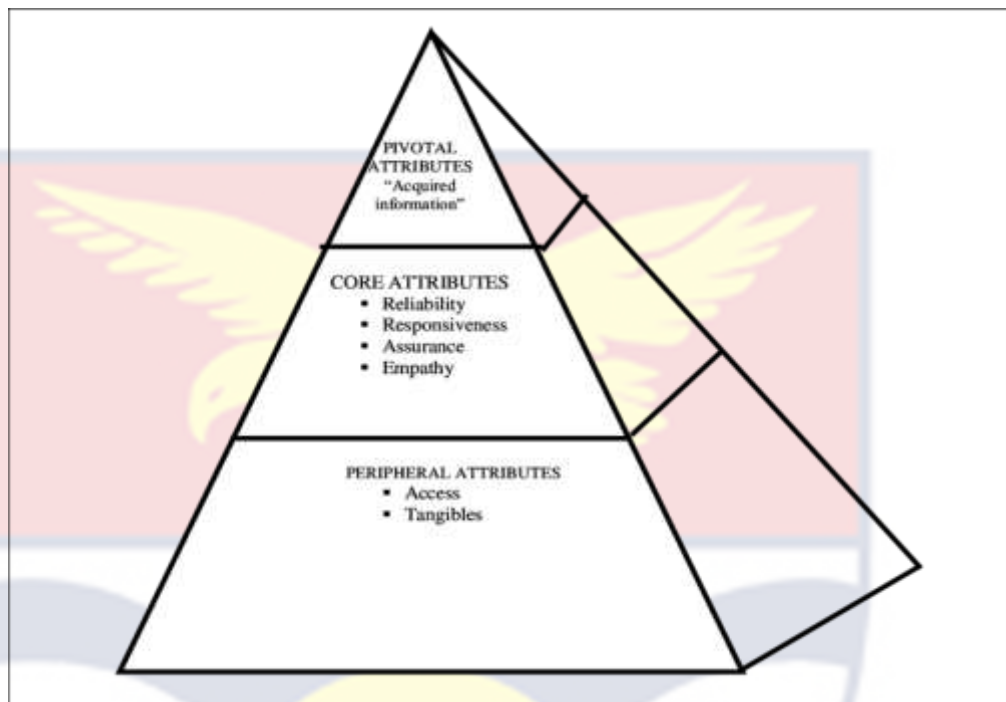 PIVOTAL
ATTRIBUTES
“Acquired
information”
CORE ATTRIBUTES
▪ Reliability
▪ Responsiveness
▪ Assurance
▪ Empathy
PERIPHERAL ATTRIBUTES
▪ Access
▪ Tangibles